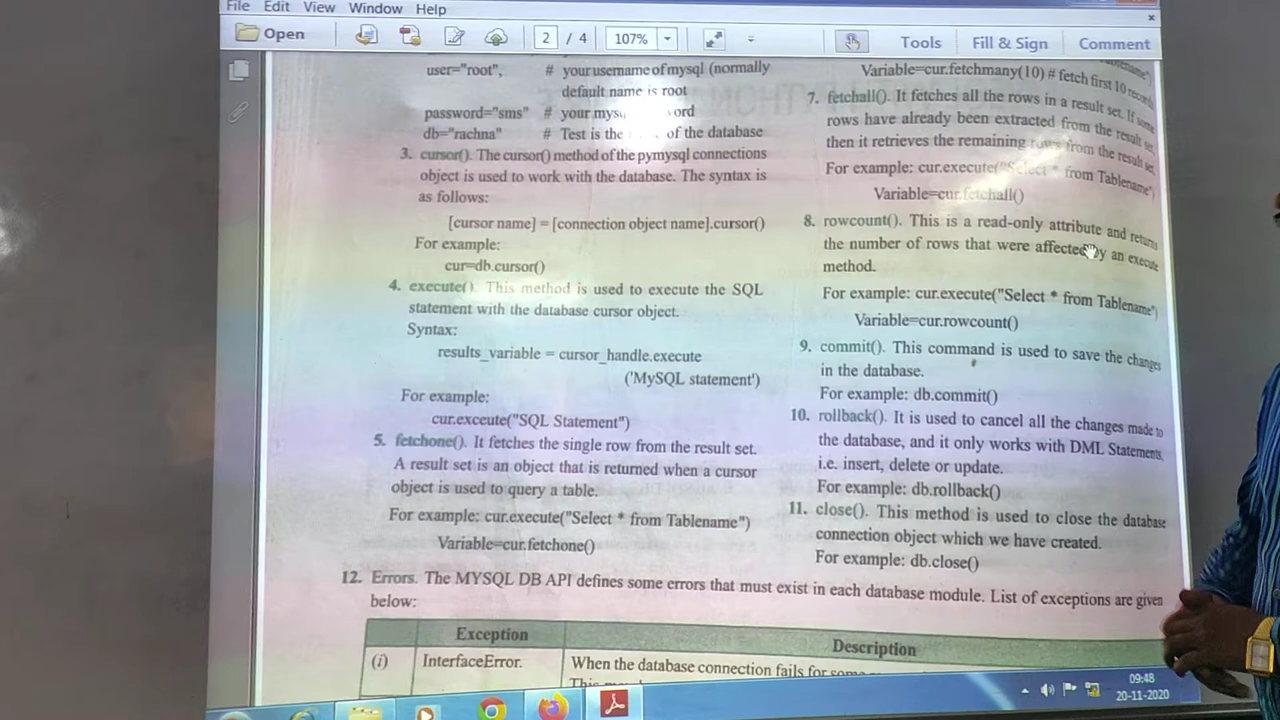 File Edit View Window Help
Open 2 / 4 107% Tools Fill & Sign Comment
user="root", # your username of mysql (normally
default name is root
password="sms" # your ord
db="rachna" # Test is the of the database
3. cursor(). The cursor() method of the pymysql connections
object is used to work with the database. The syntax is
as follows:
[cursor name] = [connection object name].cursor()
For example:
cur=db.cursor()
4. execute(). This method is used to execute the SQL
statement with the database cursor object.
Syntax:
results_variable = cursor_handle.execute
('MySQL statement')
For example:
cur.exceute("SQL Statement")
5. fetchone(). It fetches the single row from the result set.
A result set is an object that is returned when a cursor
object is used to query a table.
For example: cur.execute("Select * from Tablename")
Variable=cur.fetchone()
Variable=cur.fetchmany(10) # fetch first 10 records
7. fetchall(). It fetches all the rows in a result set. If some
rows have already been extracted from the result set,
then it retrieves the remaining rows from the result set.
For example: cur.execute("Select * from Tablename")
Variable=cur.fetchall()
8. rowcount(). This is a read-only attribute and returns
the number of rows that were affected by an execute
method.
For example: cur.execute("Select * from Tablename")
Variable=cur.rowcount()
9. commit(). This command is used to save the changes
in the database.
For example: db.commit()
10. rollback(). It is used to cancel all the changes made to
the database, and it only works with DML Statements,
i.e. insert, delete or update.
For example: db.rollback()
11. close(). This method is used to close the database
connection object which we have created.
For example: db.close()
12. Errors. The MYSQL DB API defines some errors that must exist in each database module. List of exceptions are given
below:
Exception Description
(i) InterfaceError. When the database connection fails for some
This
09:48
20-11-2020